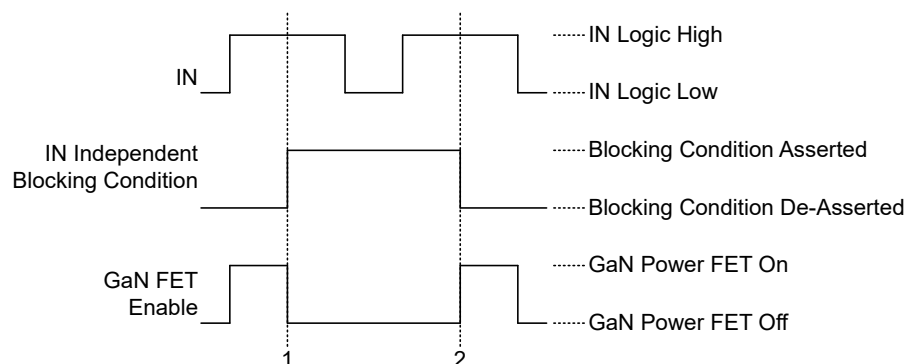 IN
IN Logic High
IN Logic Low
IN Independent
Blocking Condition
Blocking Condition Asserted
Blocking Condition De-Asserted
GaN FET
Enable
GaN Power FET On
GaN Power FET Off
1
2